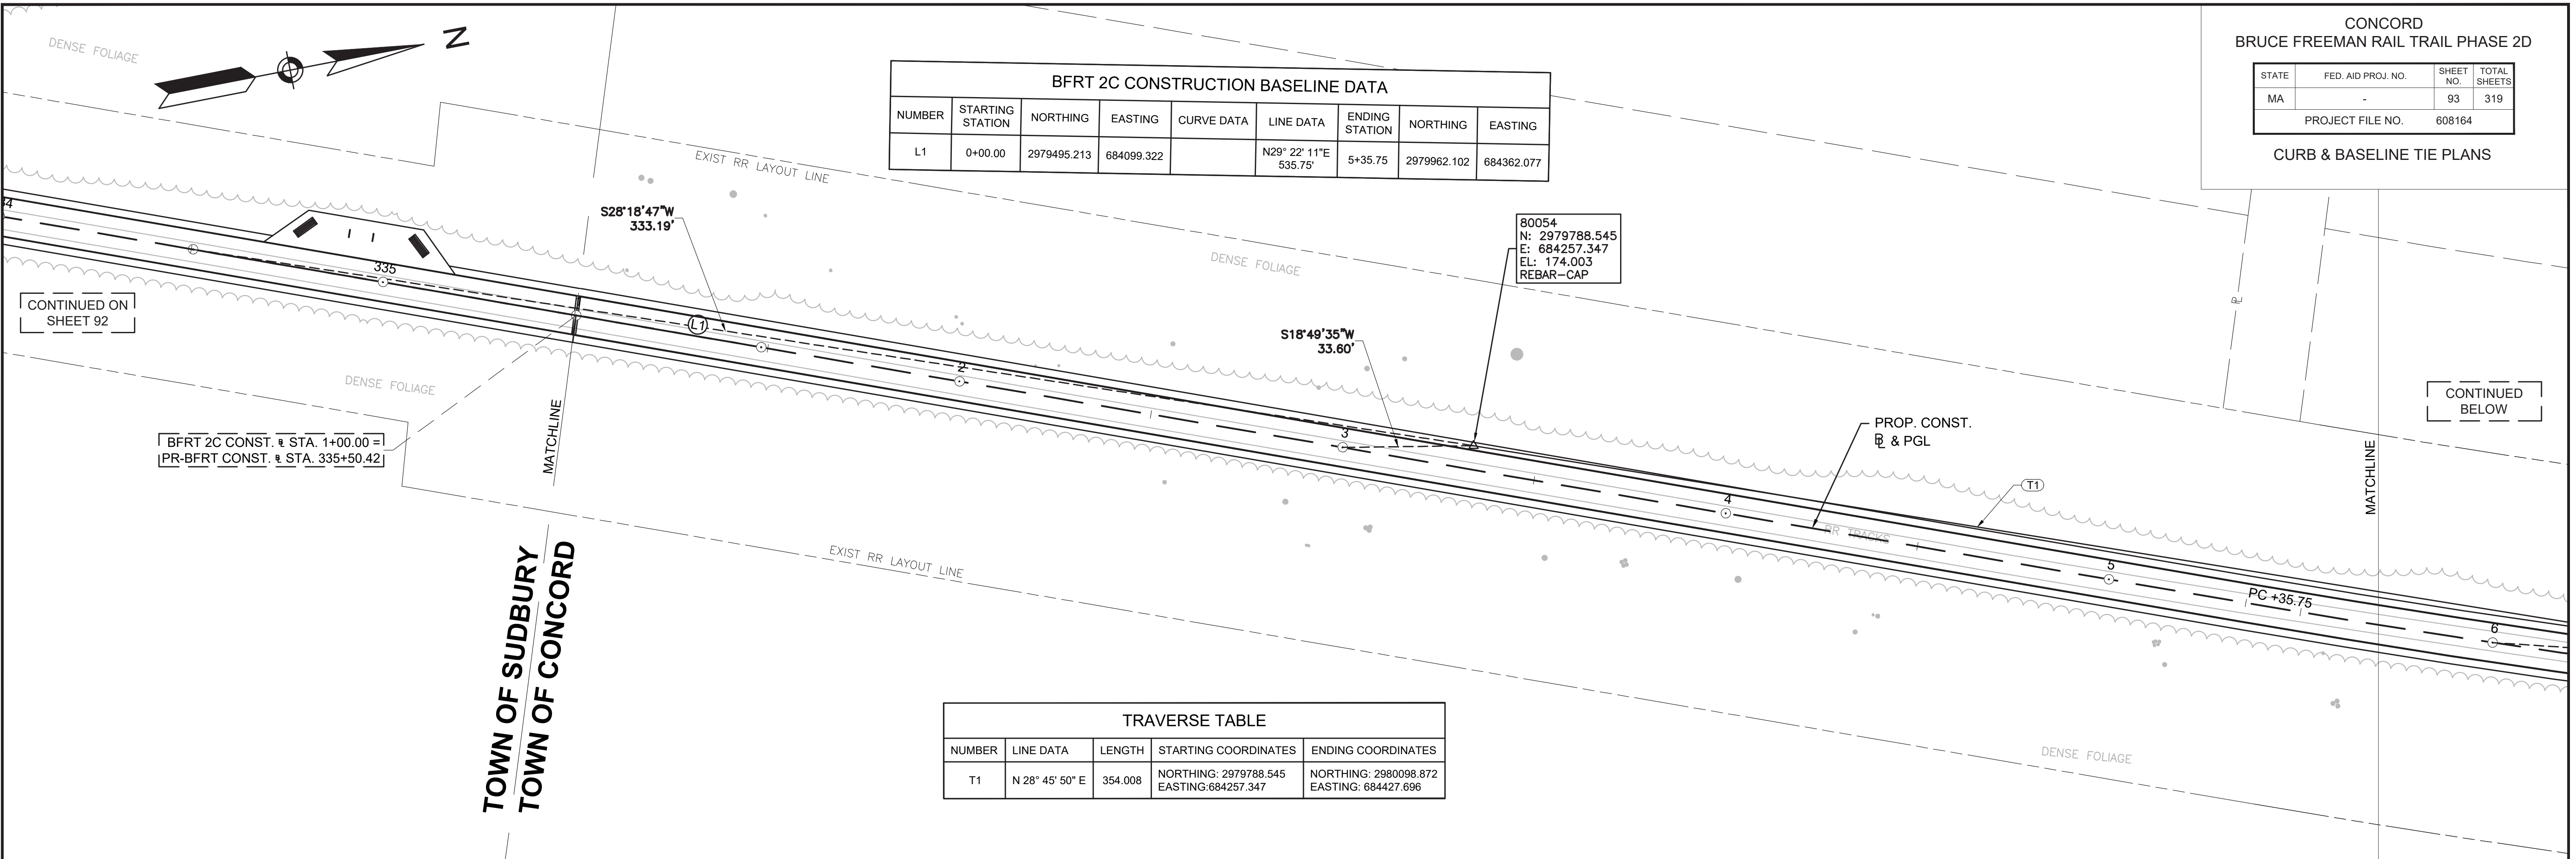 CONCORD
BRUCE FREEMAN RAIL TRAIL PHASE 2D
STATE FED. AID PROJ. NO. SHEET NO. TOTAL SHEETS
MA - 93 319
PROJECT FILE NO. 608164
CURB & BASELINE TIE PLANS
DENSE FOLIAGE
N
BFRT 2C CONSTRUCTION BASELINE DATA
NUMBER STARTING STATION NORTHING EASTING CURVE DATA LINE DATA ENDING STATION NORTHING EASTING
L1 0+00.00 2979495.213 684099.322 N29° 22' 11"E 535.75' 5+35.75 2979962.102 684362.077
EXIST RR LAYOUT LINE
S28°18'47"W
333.19'
80054
N: 2979788.545
E: 684257.347
EL: 174.003
REBAR-CAP
DENSE FOLIAGE
34
335
L1
2
3
4
5
PC +35.75
6
CONTINUED ON
SHEET 92
S18°49'35"W
33.60'
DENSE FOLIAGE
MATCHLINE
BFRT 2C CONST. ℄ STA. 1+00.00 =
PR-BFRT CONST. ℄ STA. 335+50.42
PROP. CONST.
BL & PGL
RR TRACKS
T1
MATCHLINE
CONTINUED
BELOW
EXIST RR LAYOUT LINE
TOWN OF SUDBURY
TOWN OF CONCORD
TRAVERSE TABLE
NUMBER LINE DATA LENGTH STARTING COORDINATES ENDING COORDINATES
T1 N 28° 45' 50" E 354.008 NORTHING: 2979788.545 EASTING:684257.347 NORTHING: 2980098.872 EASTING: 684427.696
DENSE FOLIAGE